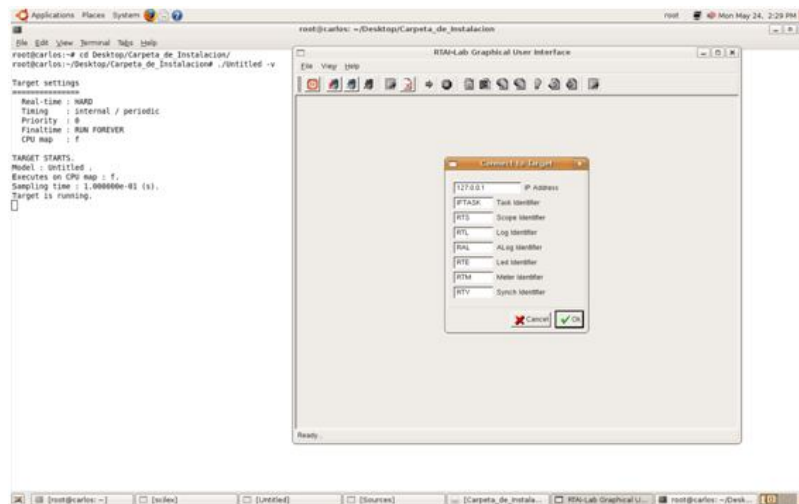 Applications Places System
root
Mon May 24, 2:29 PM
root@carlos: ~/Desktop/Carpeta_de_Instalacion
File Edit View Terminal Tabs Help
root@carlos:~# cd Desktop/Carpeta_de_Instalacion/
root@carlos:~/Desktop/Carpeta_de_Instalacion# ./Untitled -v
Target settings
===============
Real-time : HARD
Timing : internal / periodic
Priority : 0
Finaltime : RUN FOREVER
CPU map : f
TARGET STARTS.
Model : Untitled .
Executes on CPU map : f.
Sampling time : 1.000000e-01 (s).
Target is running.
RTAI-Lab Graphical User Interface
File View Help
Connect to Target
127.0.0.1 IP Address
IFTASK Task Identifier
RTS Scope Identifier
RTL Log Identifier
RAL ALog Identifier
RTE Led Identifier
RTM Meter Identifier
RTY Synch Identifier
Cancel Ok
Ready..
[root@carlos: ~]
[scilex]
[Untitled]
[Sources]
[Carpeta_de_Instala...
RTAI-Lab Graphical U...
root@carlos: ~/Desk...